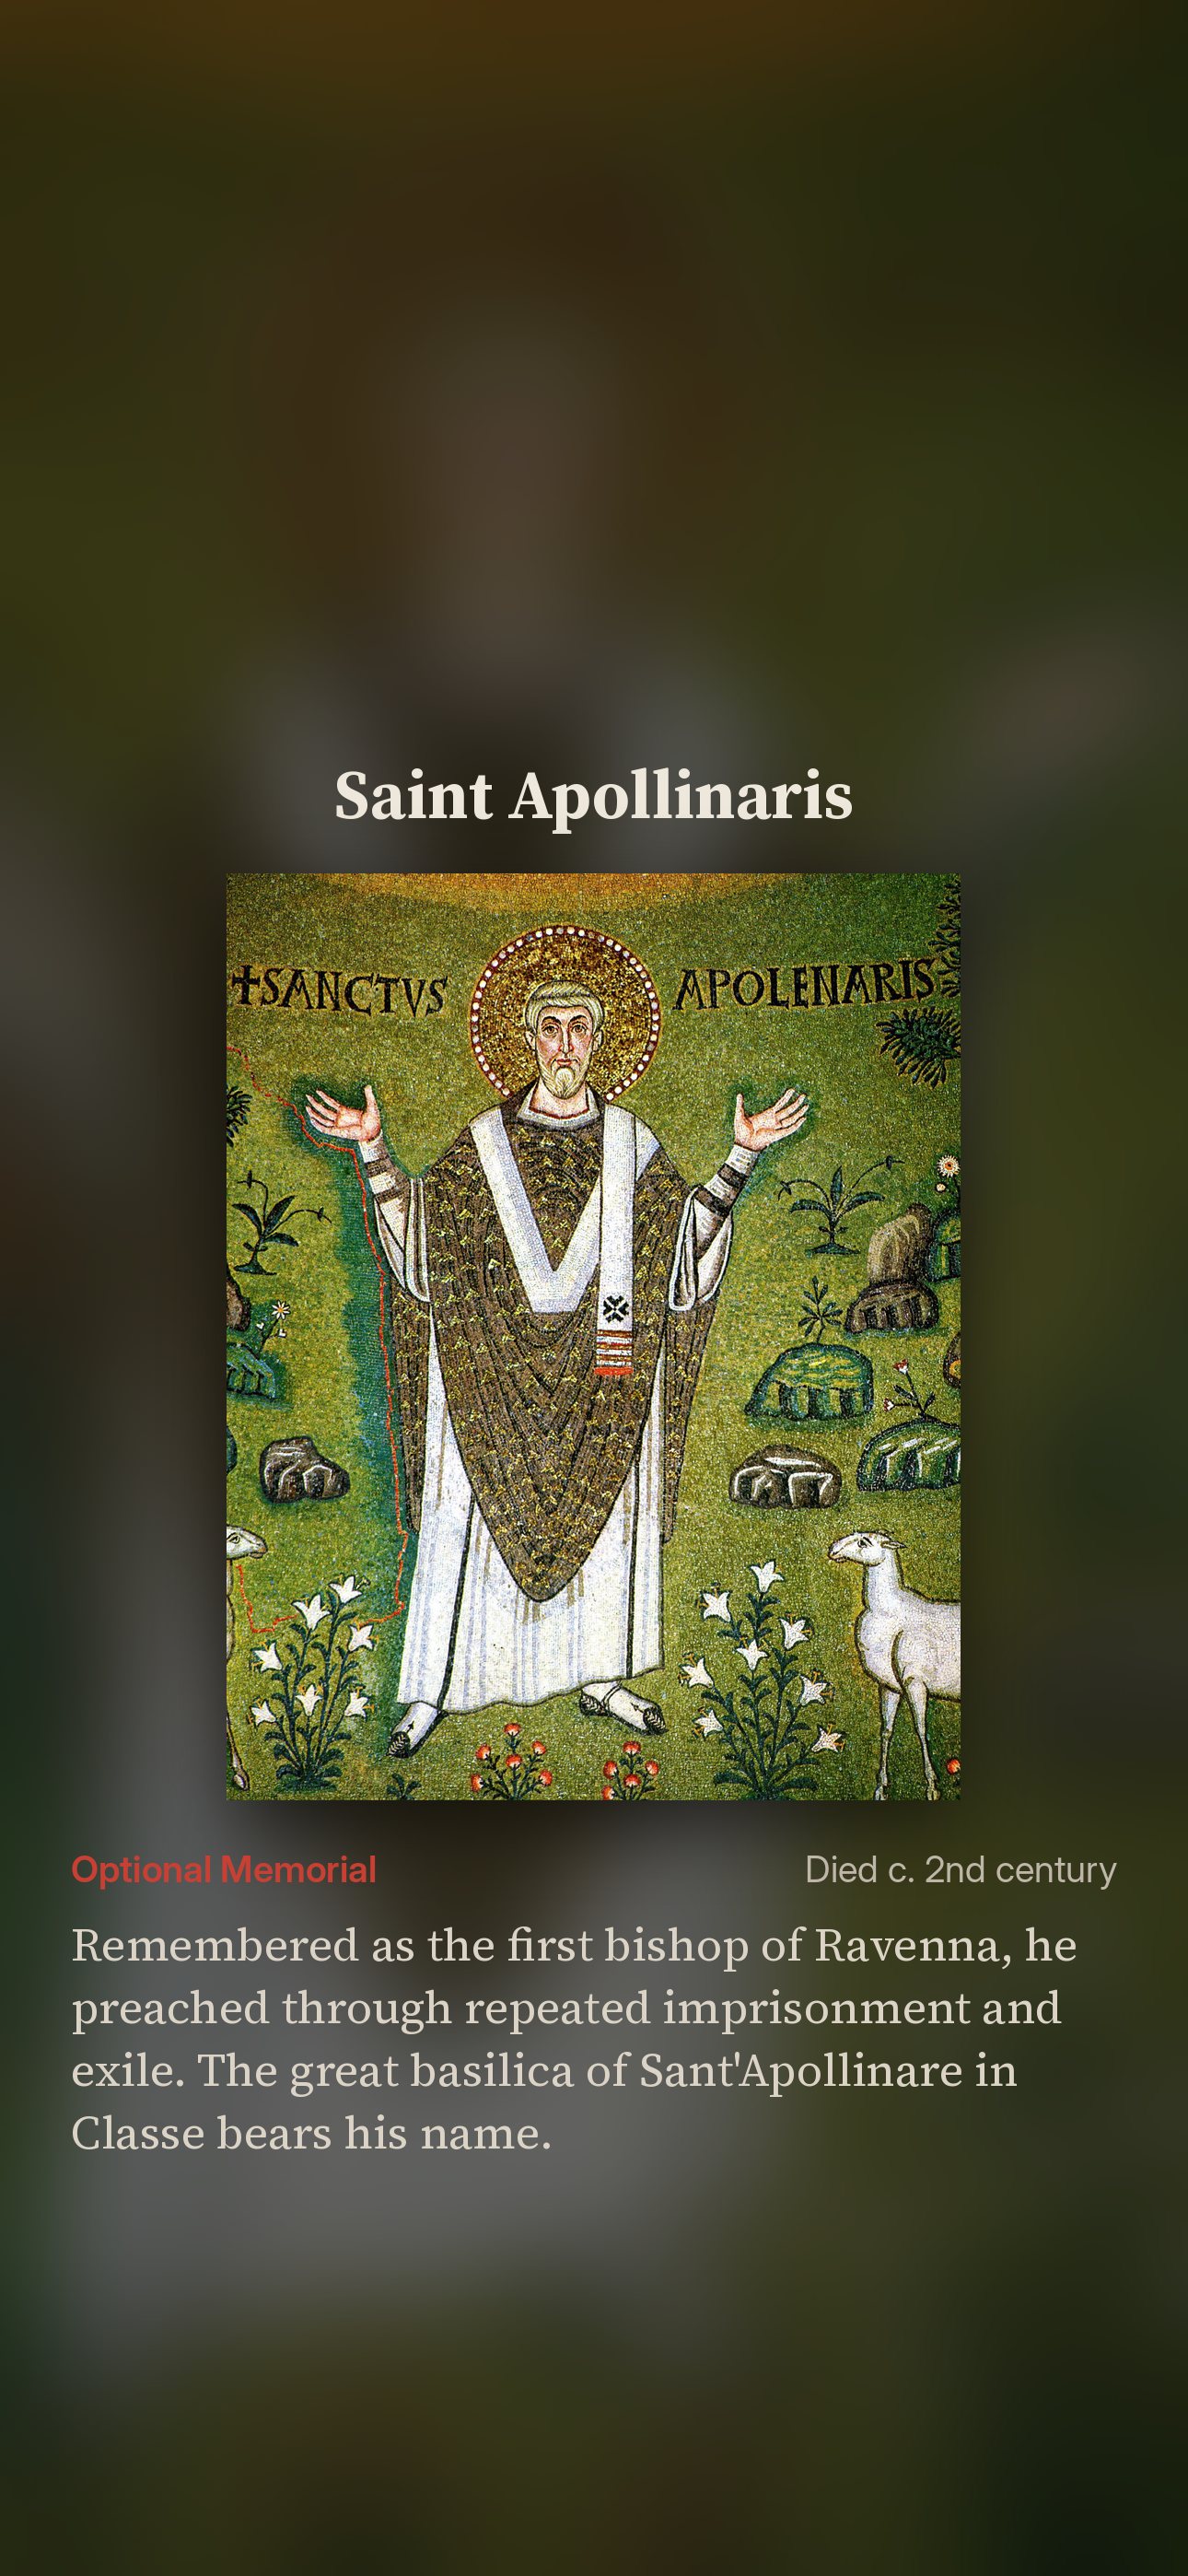 Saint Apollinaris
✝SANCTVS APOLENARIS
Optional Memorial
Died c. 2nd century
Remembered as the first bishop of Ravenna, he
preached through repeated imprisonment and
exile. The great basilica of Sant'Apollinare in
Classe bears his name.